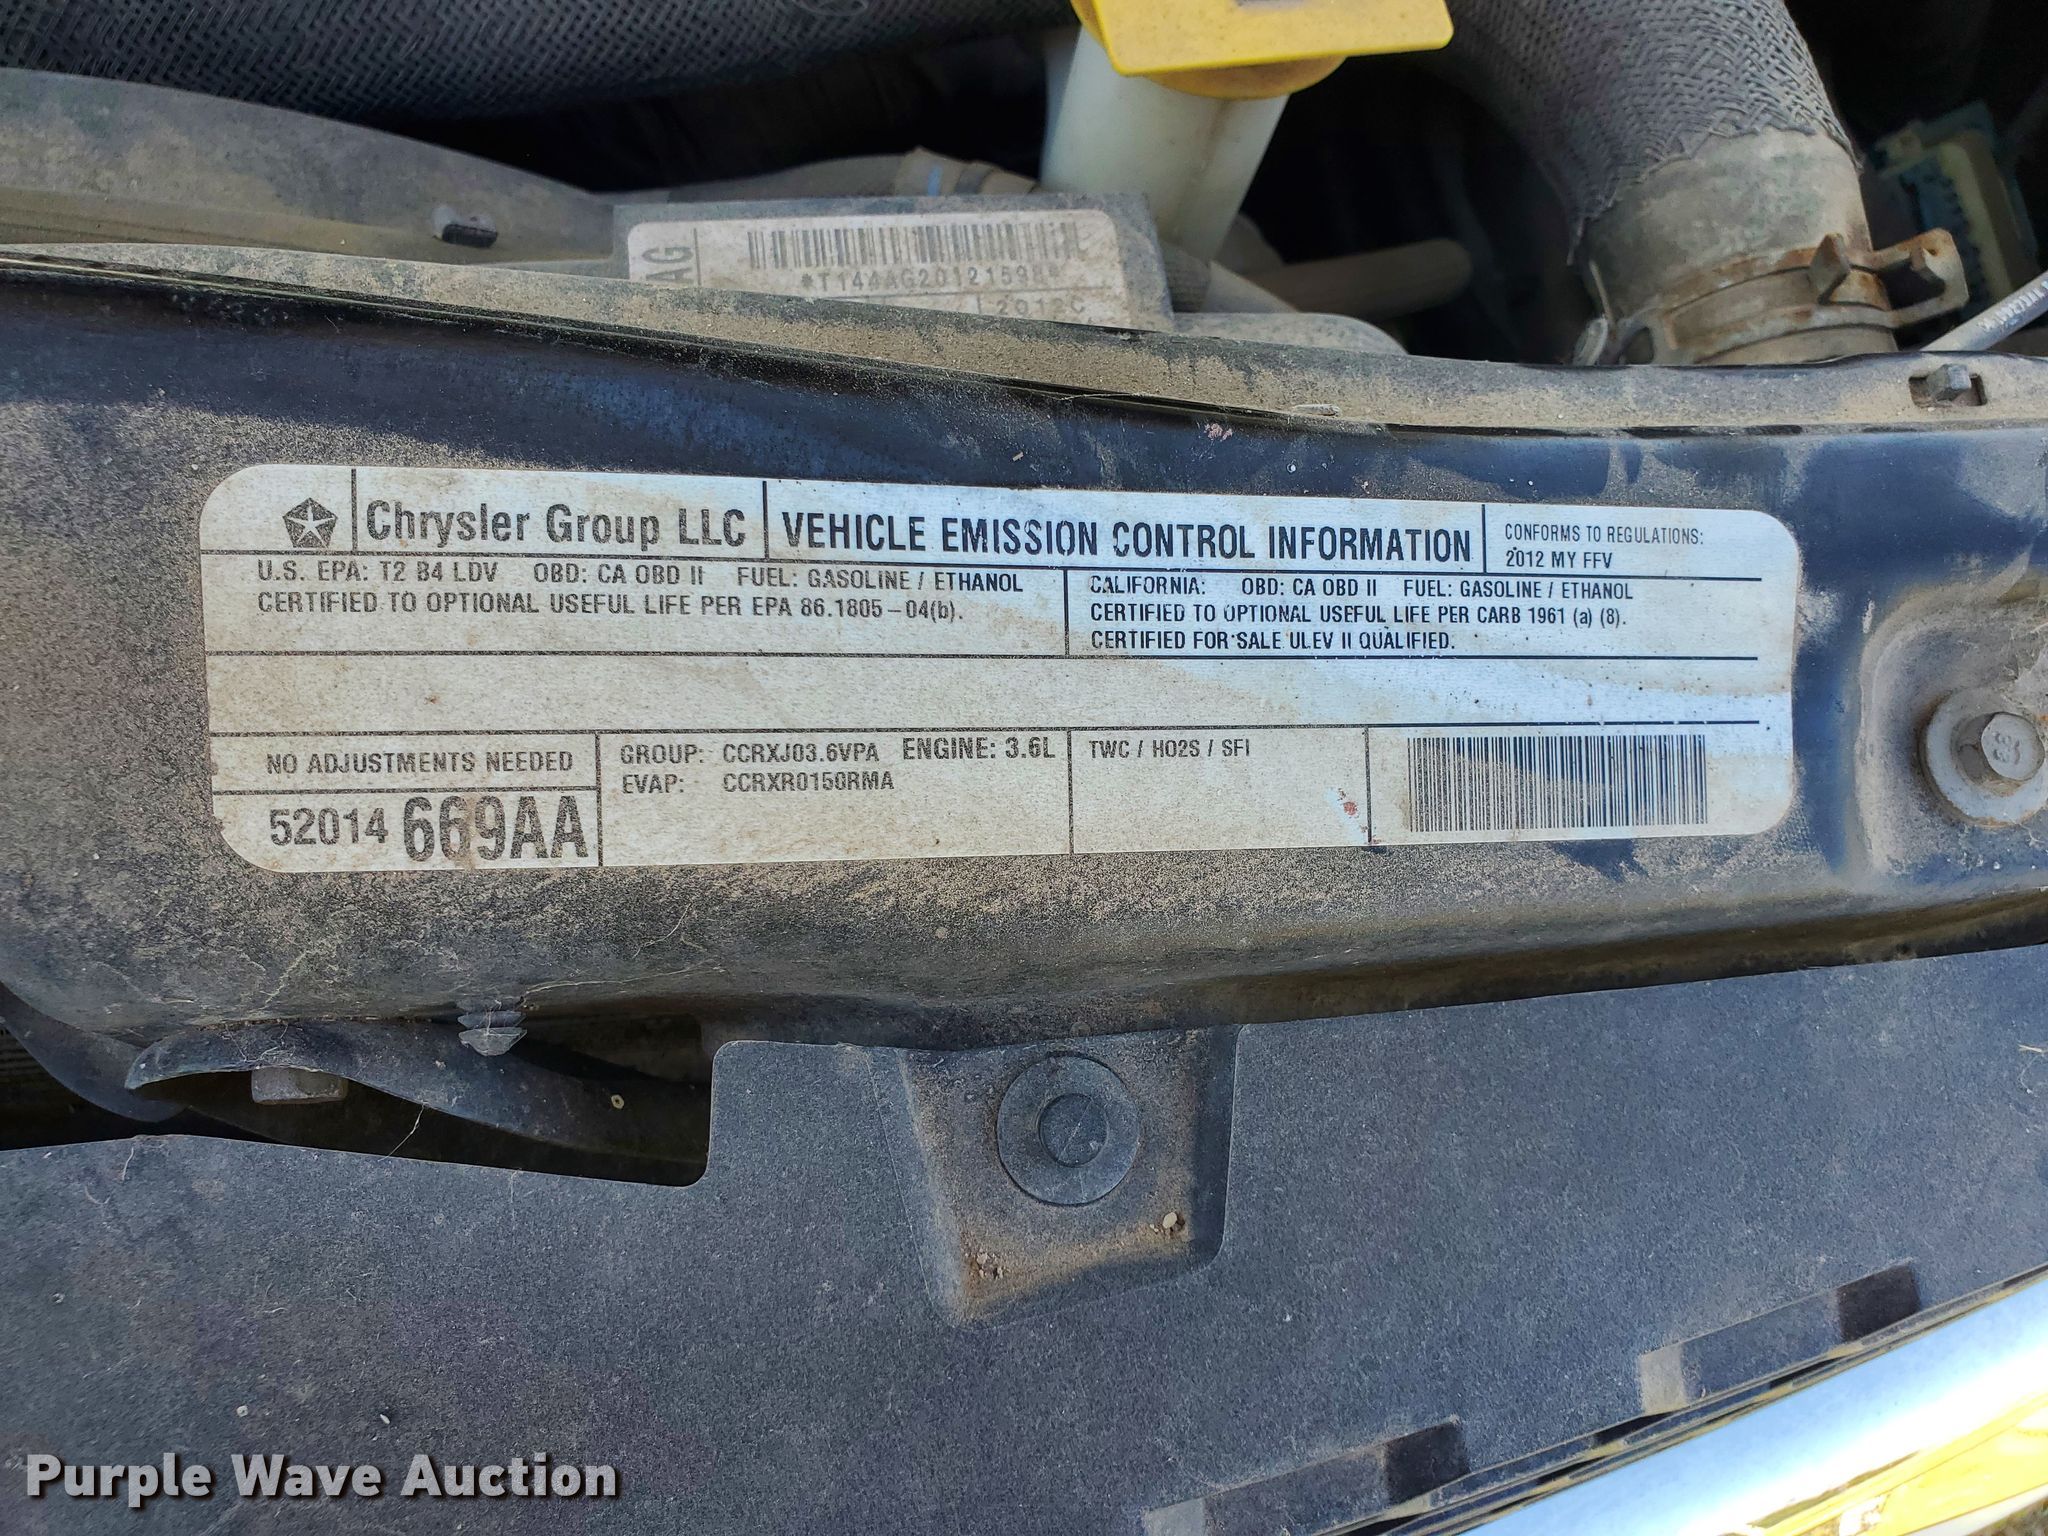 AG
*T144AG20121598*
2012C
Chrysler Group LLC
VEHICLE EMISSION CONTROL INFORMATION
CONFORMS TO REGULATIONS:
2012 MY FFV
U.S. EPA: T2 B4 LDV OBD: CA OBD II FUEL: GASOLINE / ETHANOL
CERTIFIED TO OPTIONAL USEFUL LIFE PER EPA 86.1805-04(b).
CALIFORNIA: OBD: CA OBD II FUEL: GASOLINE / ETHANOL
CERTIFIED TO OPTIONAL USEFUL LIFE PER CARB 1961 (a) (8).
CERTIFIED FOR SALE ULEV II QUALIFIED.
NO ADJUSTMENTS NEEDED
52014 669AA
GROUP: CCRXJ03.6VPA ENGINE: 3.6L
EVAP: CCRXR0150RMA
TWC / HO2S / SFI
Purple Wave Auction